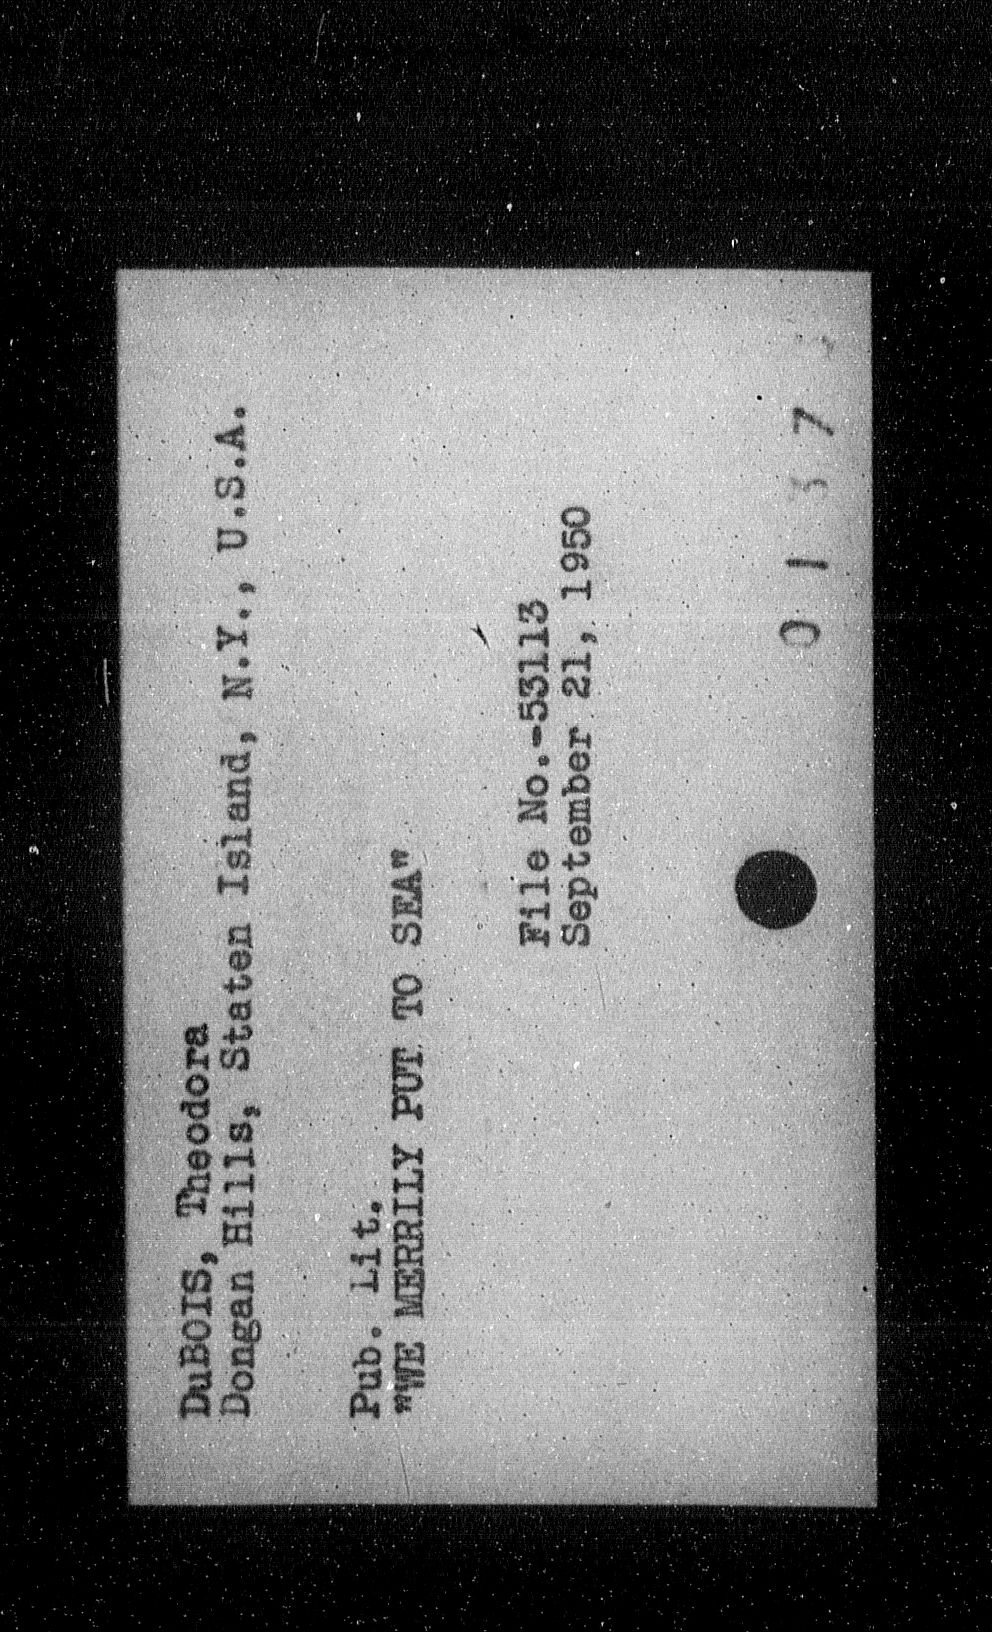 DuBOIS, Theodora
Dongan Hills, Staten Island, N.Y., U.S.A.
Pub. Lit.
"WE MERRILY PUT TO SEA"
File No.-53113
September 21, 1950